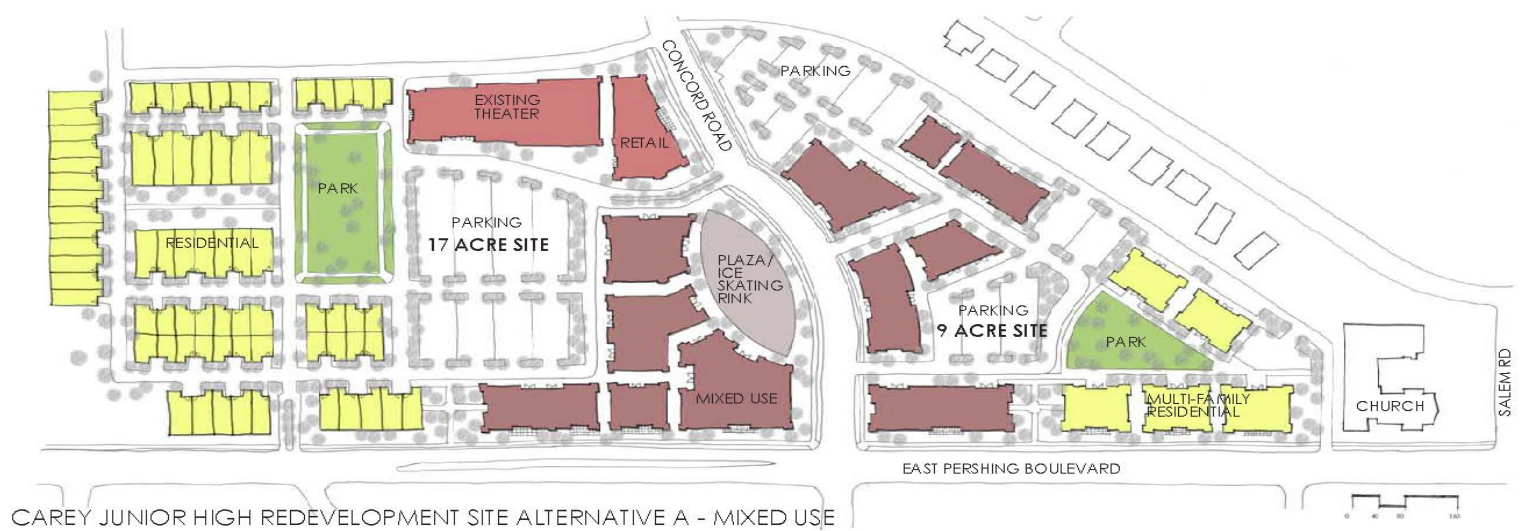 CONCORD ROAD
PARKING
EXISTING
THEATER
RETAIL
PARK
PARKING
17 ACRE SITE
RESIDENTIAL
PLAZA/
ICE
SKATING
RINK
PARKING
9 ACRE SITE
PARK
MIXED USE
MULTI-FAMILY
RESIDENTIAL
CHURCH
SALEM RD
EAST PERSHING BOULEVARD
CAREY JUNIOR HIGH REDEVELOPMENT SITE ALTERNATIVE A - MIXED USE